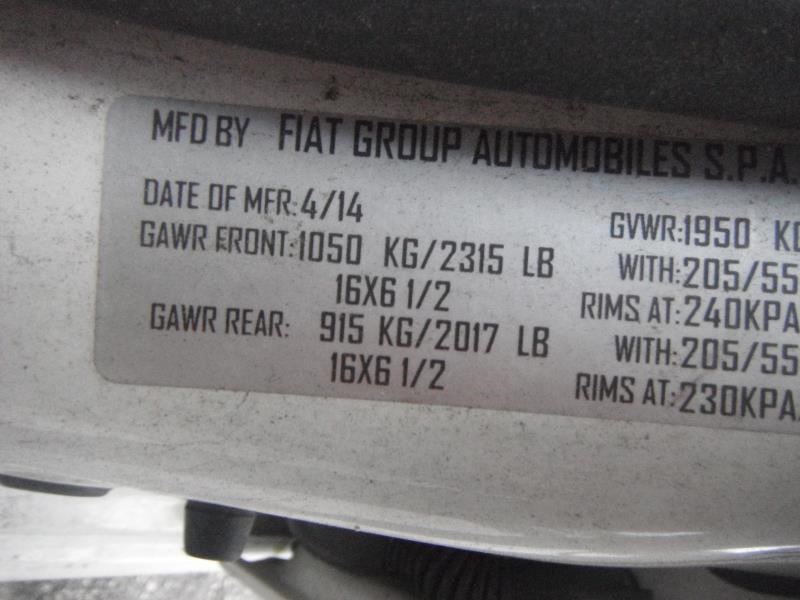 MFD BY FIAT GROUP AUTOMOBILES S.P.A.
DATE OF MFR:4/14 GVWR:1950 KG
GAWR FRONT:1050 KG/2315 LB WITH:205/55
16X6 1/2 RIMS AT:240KPA
GAWR REAR: 915 KG/2017 LB WITH:205/55
16X6 1/2 RIMS AT:230KPA